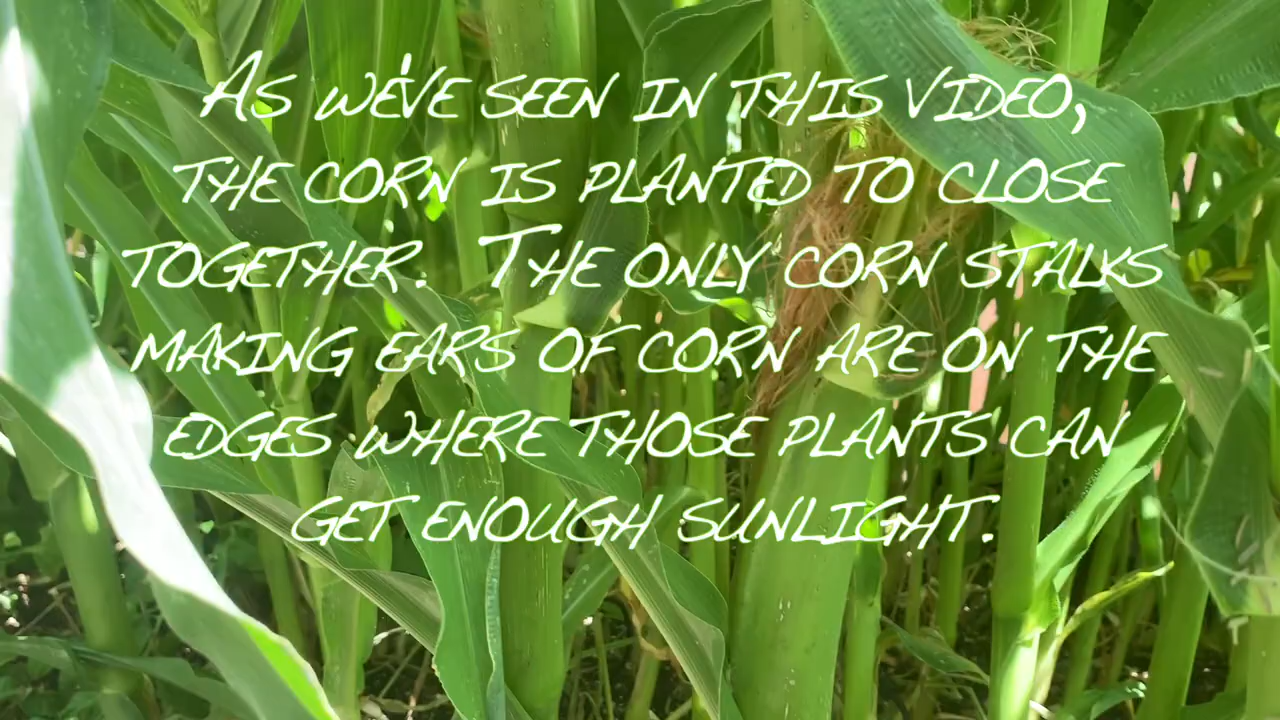 As we've seen in this video,
the corn is planted to close
together. The only corn stalks
making ears of corn are on the
edges where those plants can
get enough sunlight.